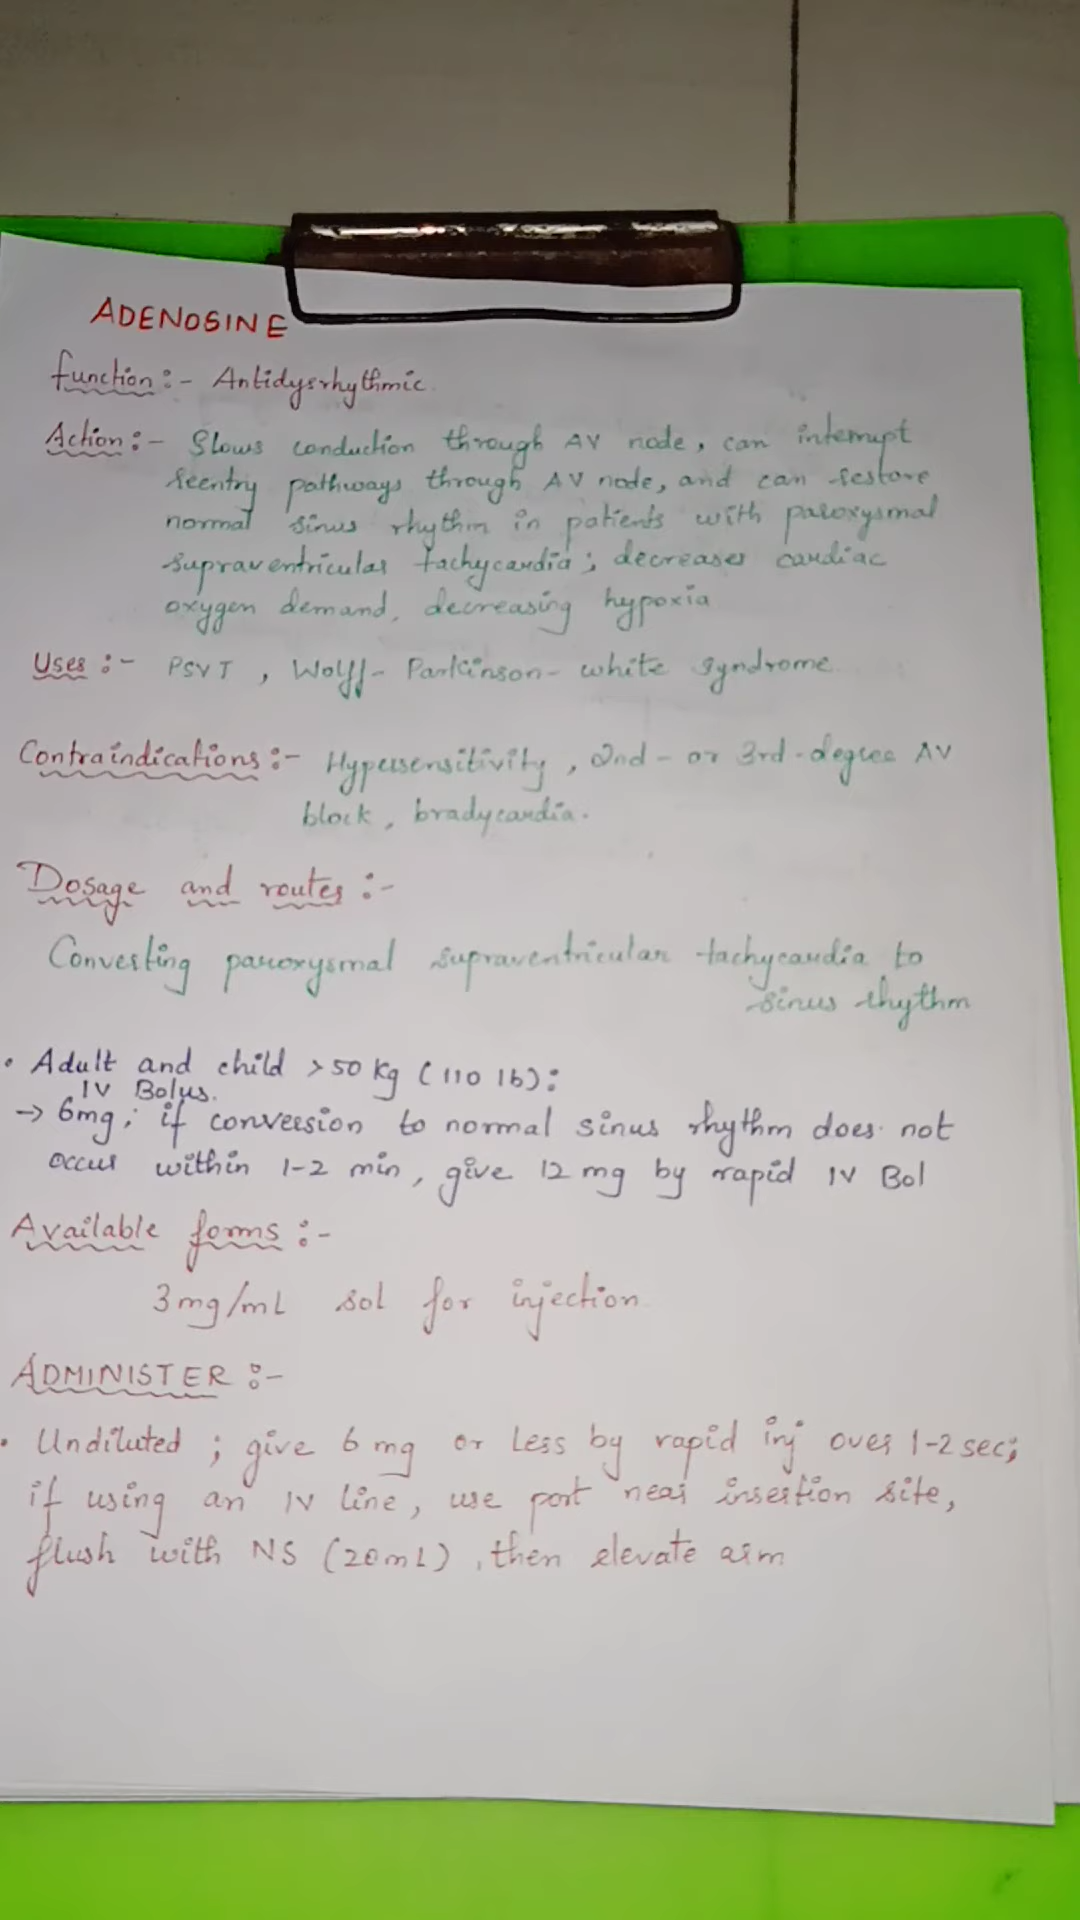 ADENOSINE
Function:- Antidysrhythmic
Action:- Slows conduction through AV node, can interrupt
reentry pathways through AV node, and can restore
normal sinus rhythm in patients with paroxysmal
supraventricular tachycardia; decreases cardiac
oxygen demand, decreasing hypoxia
Uses:- PSVT, Wolff-Parkinson-white syndrome
Contraindications:- Hypersensitivity, 2nd- or 3rd-degree AV
block, bradycardia.
Dosage and routes:-
Converting paroxysmal supraventricular tachycardia to
sinus rhythm
• Adult and child >50 kg (110 lb):
IV Bolus.
→ 6mg; if conversion to normal sinus rhythm does not
occur within 1-2 min, give 12 mg by rapid IV Bol
Available forms:-
3mg/mL sol for injection
ADMINISTER:-
• Undiluted; give 6 mg or Less by rapid inj over 1-2 sec;
if using an IV line, use port near insertion site,
flush with NS (20mL), then elevate arm